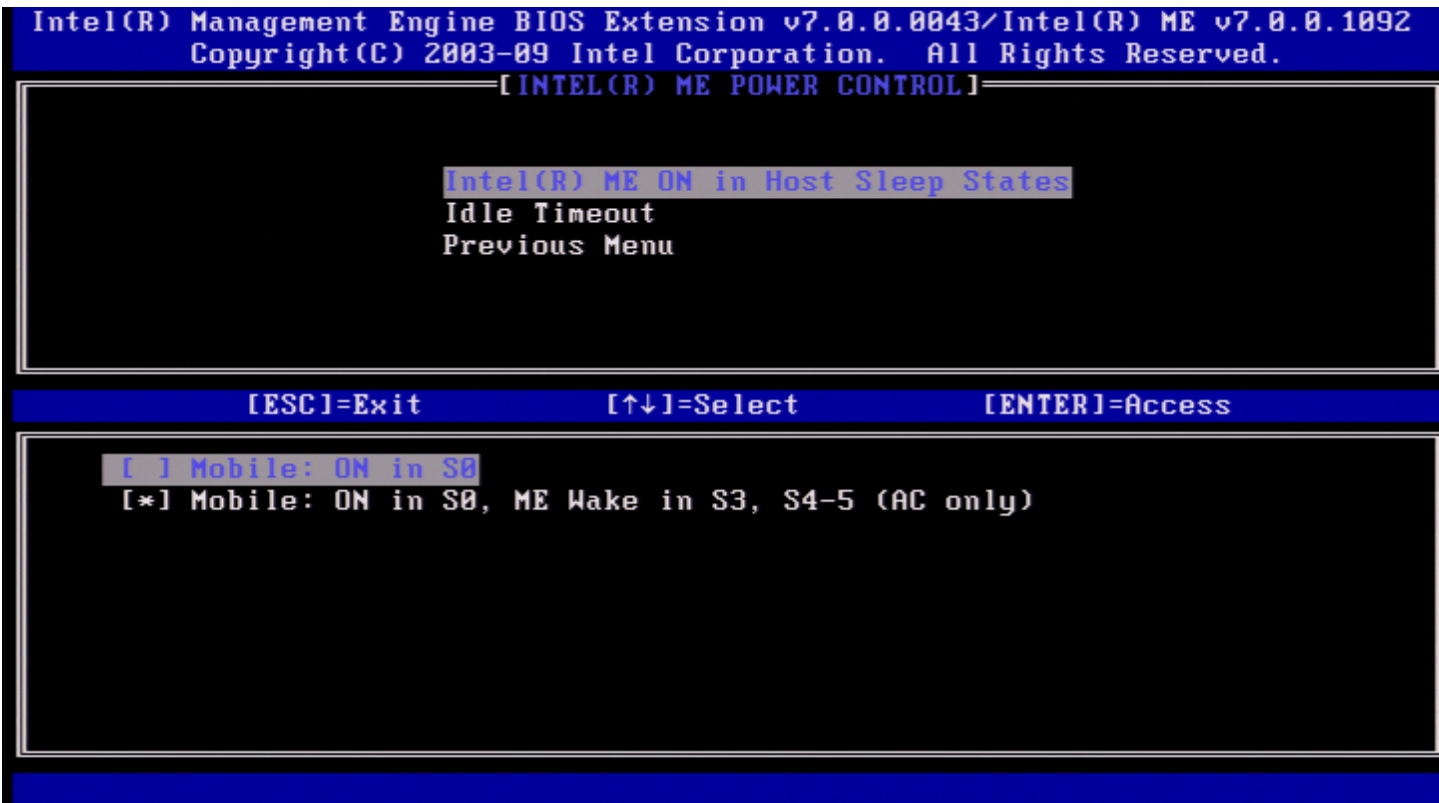 Intel(R) Management Engine BIOS Extension v7.0.0.0043/Intel(R) ME v7.0.0.1092
Copyright(C) 2003-09 Intel Corporation. All Rights Reserved.
[INTEL(R) ME POWER CONTROL]
Intel(R) ME ON in Host Sleep States
Idle Timeout
Previous Menu
[ESC]=Exit [↑↓]=Select [ENTER]=Access
[ ] Mobile: ON in S0
[*] Mobile: ON in S0, ME Wake in S3, S4-5 (AC only)